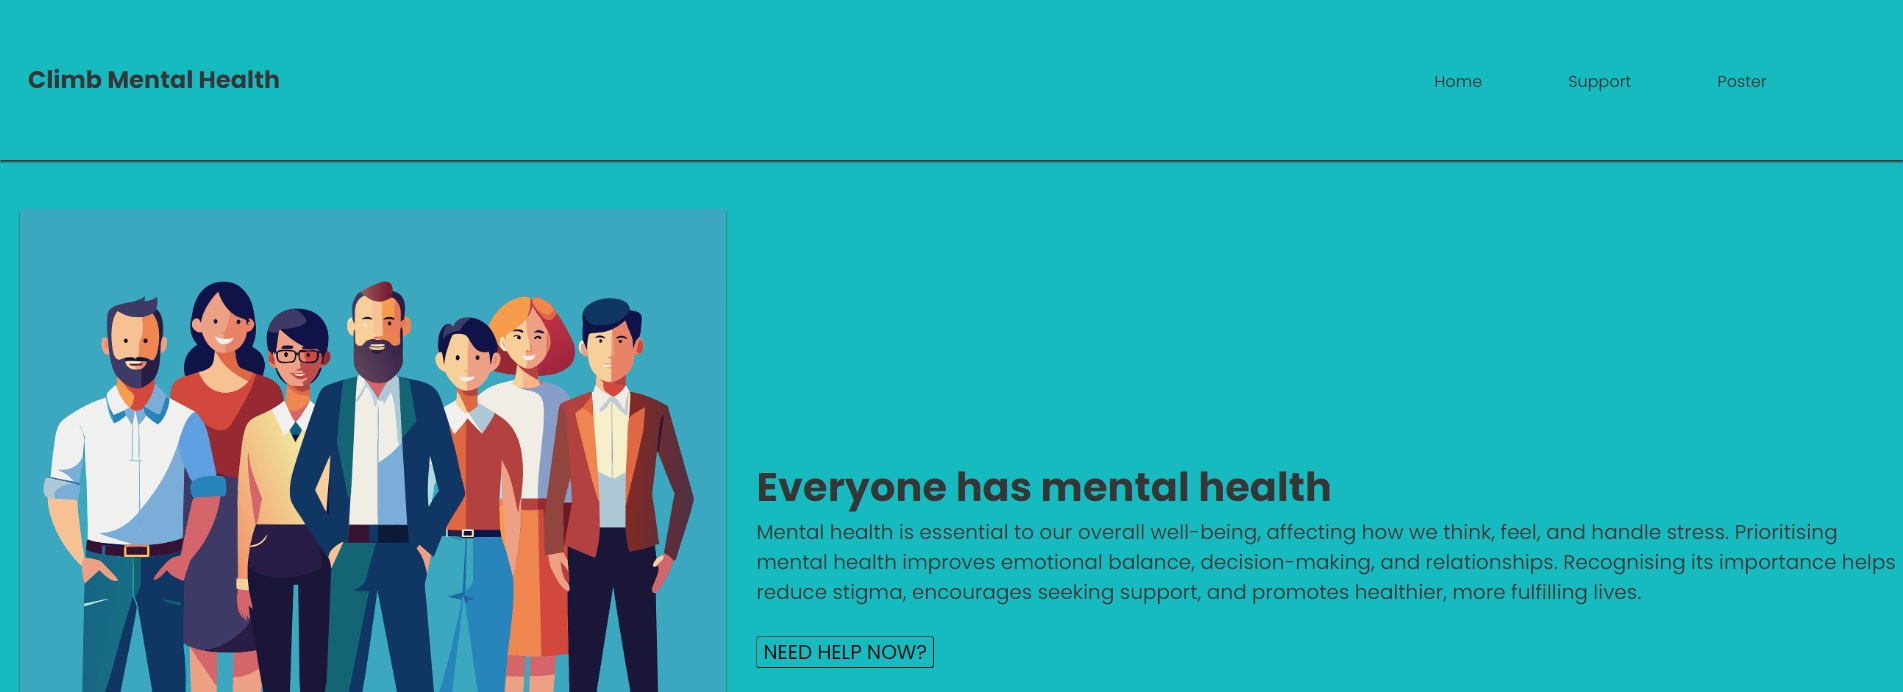 Climb Mental Health
Home Support Poster
Everyone has mental health
Mental health is essential to our overall well-being, affecting how we think, feel, and handle stress. Prioritising
mental health improves emotional balance, decision-making, and relationships. Recognising its importance helps
reduce stigma, encourages seeking support, and promotes healthier, more fulfilling lives.
NEED HELP NOW?